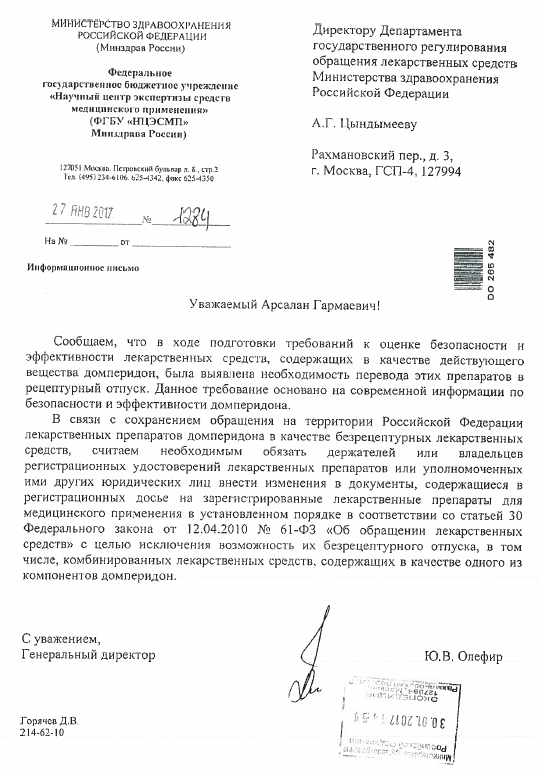 МИНИСТЕРСТВО ЗДРАВООХРАНЕНИЯ
РОССИЙСКОЙ ФЕДЕРАЦИИ
(Минздрав России)
Федеральное
государственное бюджетное учреждение
«Научный центр экспертизы средств
медицинского применения»
(ФГБУ «НЦЭСМП»
Минздрава России)
127051 Москва, Петровский бульвар д. 8, стр.2
Тел. (495) 234-6106, 625-4342, факс 625-4350
27 ЯНВ 2017 № 1284
На № от
Информационное письмо
Директору Департамента
государственного регулирования
обращения лекарственных средств
Министерства здравоохранения
Российской Федерации
А.Г. Цындымееву
Рахмановский пер., д. 3,
г. Москва, ГСП-4, 127994
DO 265 482
Уважаемый Арсалан Гармаевич!
Сообщаем, что в ходе подготовки требований к оценке безопасности и
эффективности лекарственных средств, содержащих в качестве действующего
вещества домперидон, была выявлена необходимость перевода этих препаратов в
рецептурный отпуск. Данное требование основано на современной информации по
безопасности и эффективности домперидона.
В связи с сохранением обращения на территории Российской Федерации
лекарственных препаратов домперидона в качестве безрецептурных лекарственных
средств, считаем необходимым обязать держателей или владельцев
регистрационных удостоверений лекарственных препаратов или уполномоченных
ими других юридических лиц внести изменения в документы, содержащиеся в
регистрационных досье на зарегистрированные лекарственные препараты для
медицинского применения в установленном порядке в соответствии со статьей 30
Федерального закона от 12.04.2010 № 61-ФЗ «Об обращении лекарственных
средств» с целью исключения возможность их безрецептурного отпуска, в том
числе, комбинированных лекарственных средств, содержащих в качестве одного из
компонентов домперидон.
С уважением,
Генеральный директор
Ю.В. Олефир
Горячев Д.В.
214-62-10
Российской Федерации
30.01.2017
ЭКСПЕДИЦИЯ